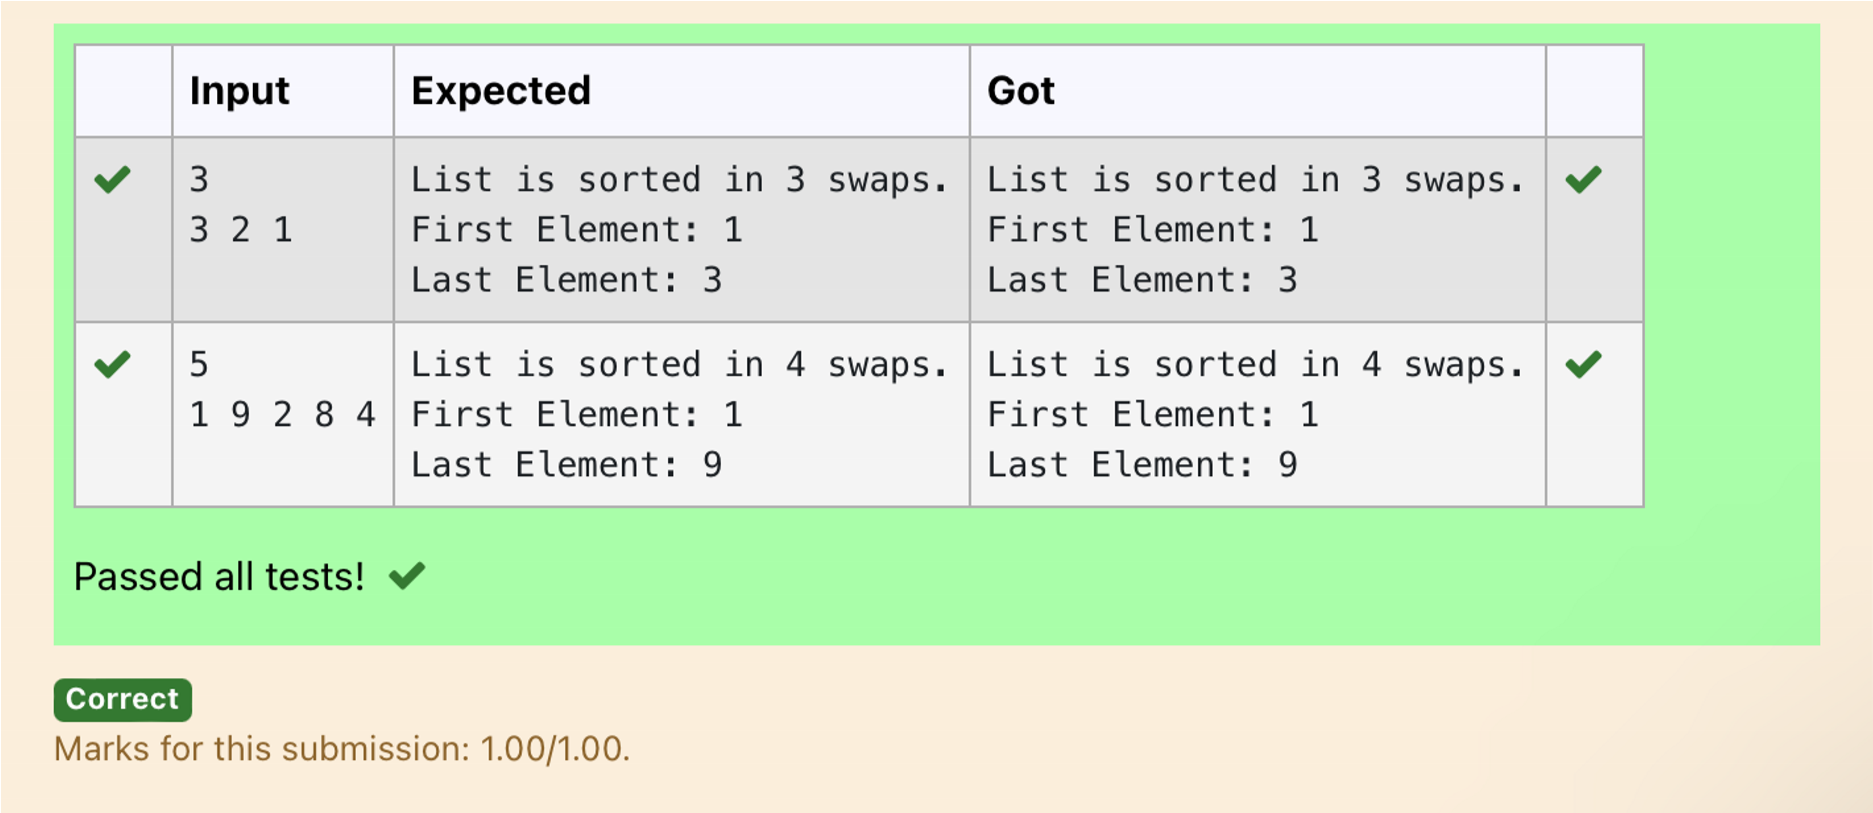 Input Expected Got
3 List is sorted in 3 swaps. List is sorted in 3 swaps.
3 2 1 First Element: 1 First Element: 1
Last Element: 3 Last Element: 3
5 List is sorted in 4 swaps. List is sorted in 4 swaps.
1 9 2 8 4 First Element: 1 First Element: 1
Last Element: 9 Last Element: 9
Passed all tests!
Correct
Marks for this submission: 1.00/1.00.